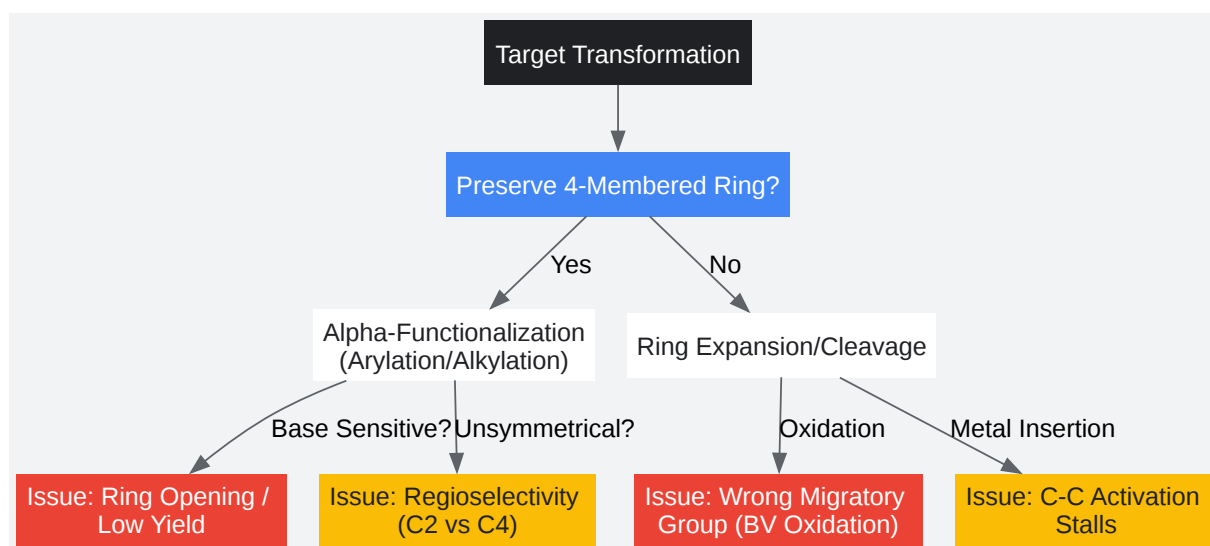 Target Transformation
Preserve 4-Membered Ring?
Yes
No
Alpha-Functionalization
(Arylation/Alkylation)
Ring Expansion/Cleavage
Base Sensitive?
Unsymmetrical?
Oxidation
Metal Insertion
Issue: Ring Opening /
Low Yield
Issue: Regioselectivity
(C2 vs C4)
Issue: Wrong Migratory
Group (BV Oxidation)
Issue: C-C Activation
Stalls